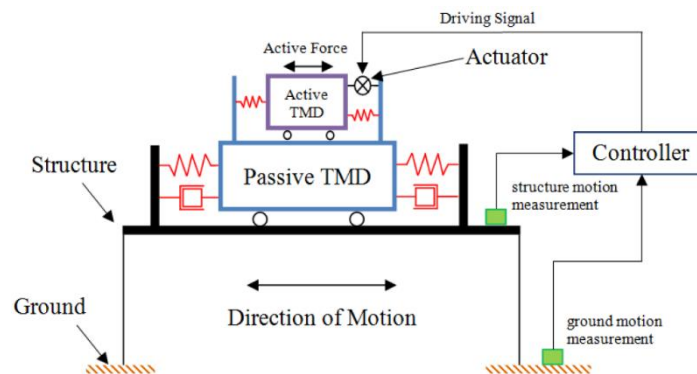 Driving Signal
Active Force
Actuator
Active
TMD
Structure
Passive TMD
Controller
structure motion
measurement
Ground
Direction of Motion
ground motion
measurement